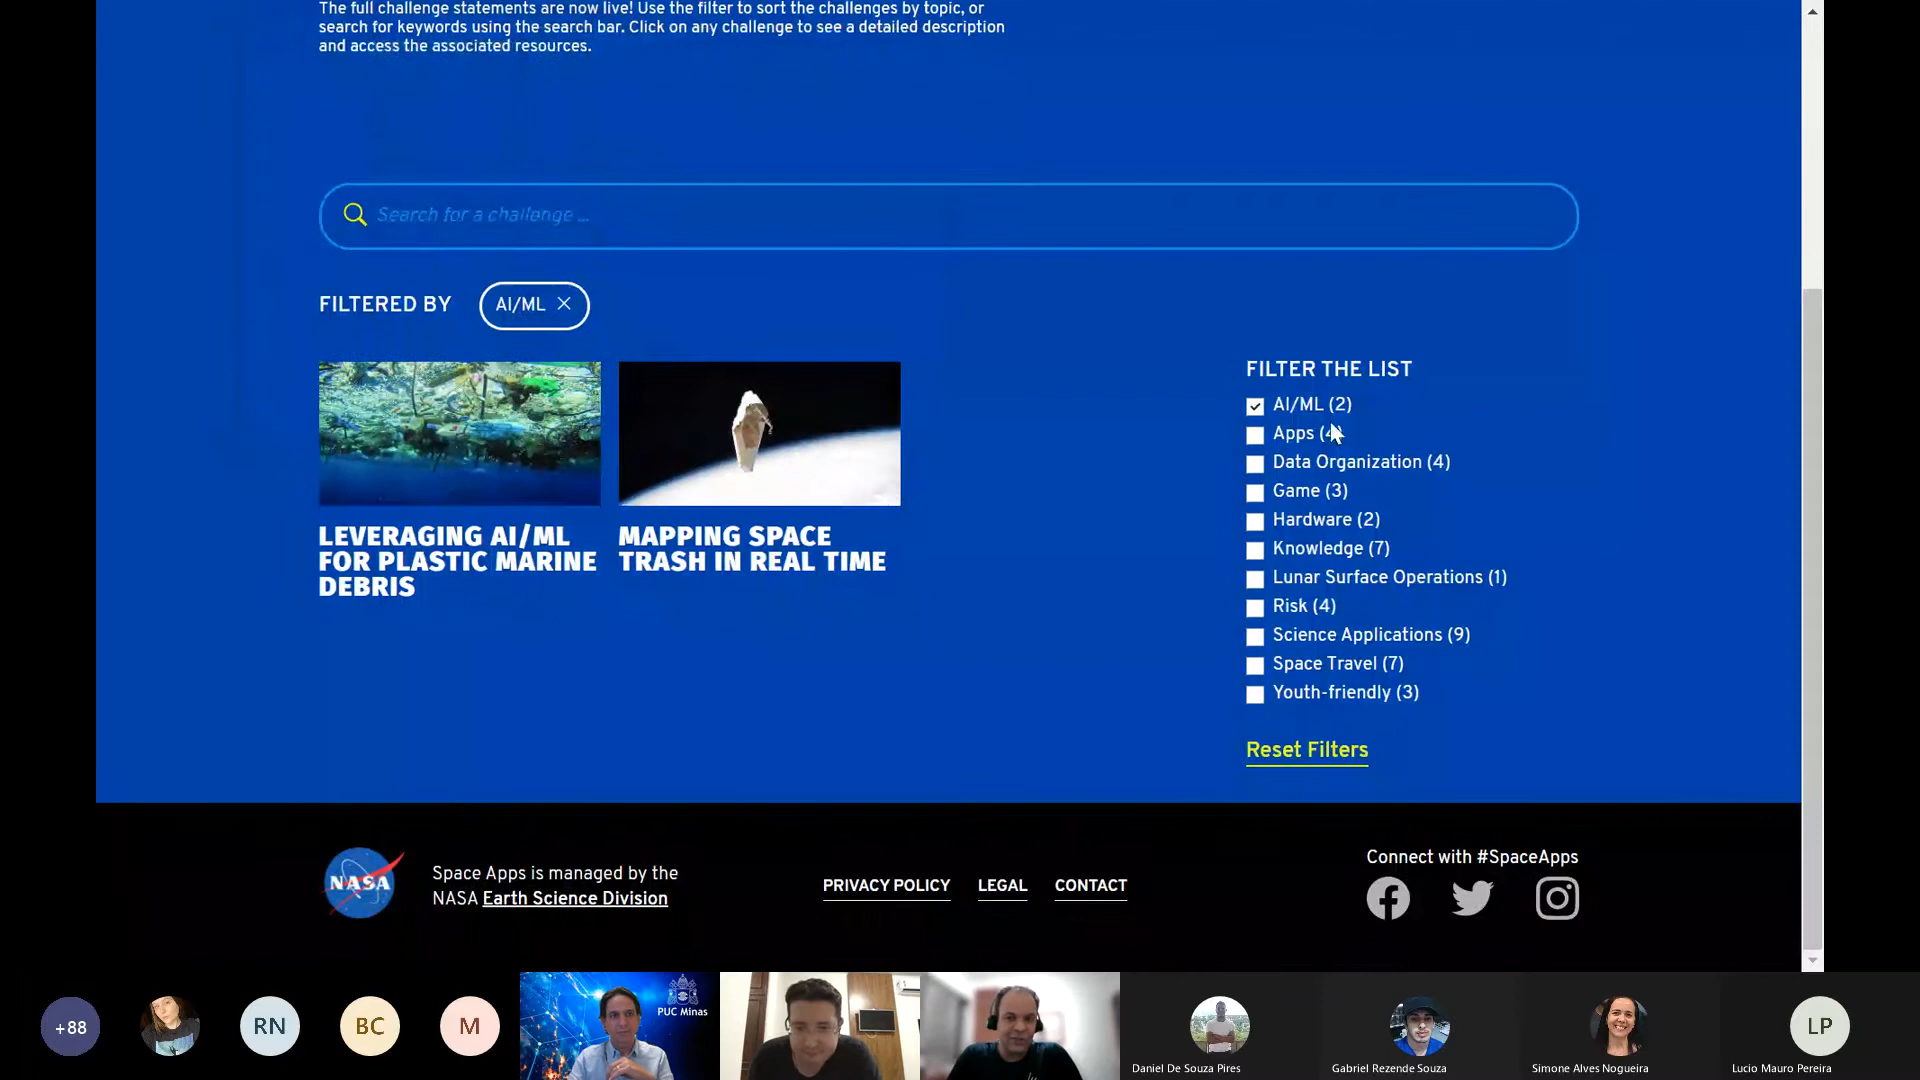 The full challenge statements are now live! Use the filter to sort the challenges by topic, or
search for keywords using the search bar. Click on any challenge to see a detailed description
and access the associated resources.
Search for a challenge ...
FILTERED BY
AI/ML
LEVERAGING AI/ML
FOR PLASTIC MARINE
DEBRIS
MAPPING SPACE
TRASH IN REAL TIME
FILTER THE LIST
AI/ML (2)
Apps (4)
Data Organization (4)
Game (3)
Hardware (2)
Knowledge (7)
Lunar Surface Operations (1)
Risk (4)
Science Applications (9)
Space Travel (7)
Youth-friendly (3)
Reset Filters
NASA
Space Apps is managed by the
NASA Earth Science Division
PRIVACY POLICY
LEGAL
CONTACT
Connect with #SpaceApps
+88
RN
BC
M
PUC Minas
Daniel De Souza Pires
Gabriel Rezende Souza
Simone Alves Nogueira
LP
Lucio Mauro Pereira